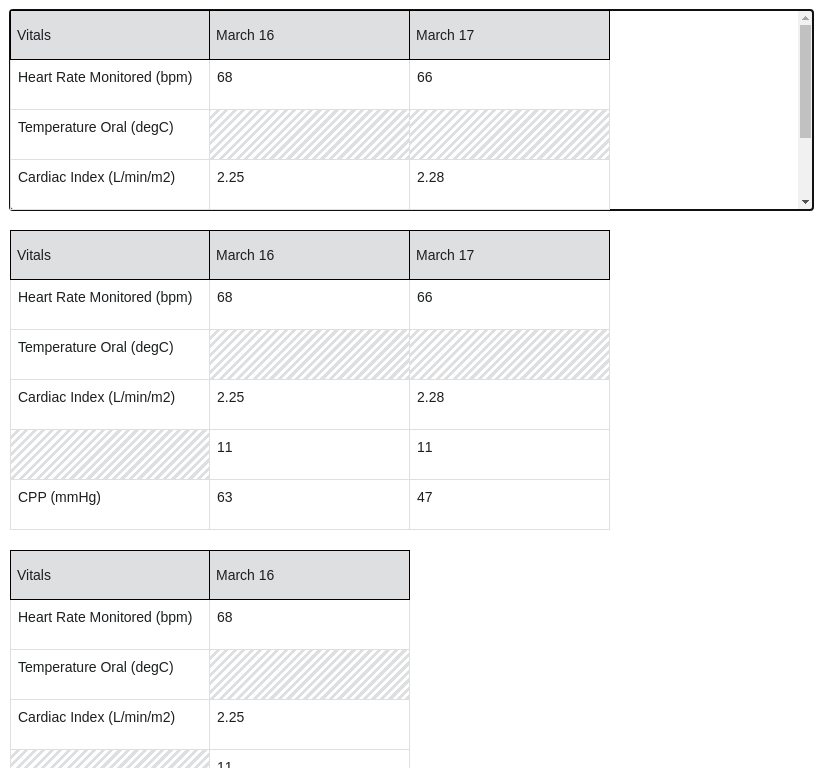 Vitals March 16 March 17
Heart Rate Monitored (bpm) 68 66
Temperature Oral (degC)
Cardiac Index (L/min/m2) 2.25 2.28
Vitals March 16 March 17
Heart Rate Monitored (bpm) 68 66
Temperature Oral (degC)
Cardiac Index (L/min/m2) 2.25 2.28
11 11
CPP (mmHg) 63 47
Vitals March 16
Heart Rate Monitored (bpm) 68
Temperature Oral (degC)
Cardiac Index (L/min/m2) 2.25
11